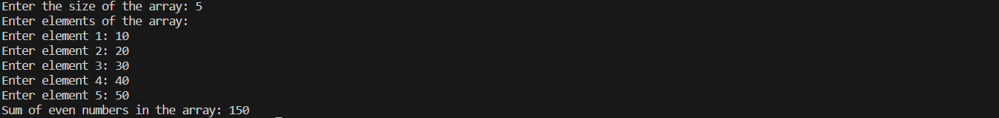 Enter the size of the array: 5
Enter elements of the array:
Enter element 1: 10
Enter element 2: 20
Enter element 3: 30
Enter element 4: 40
Enter element 5: 50
Sum of even numbers in the array: 150